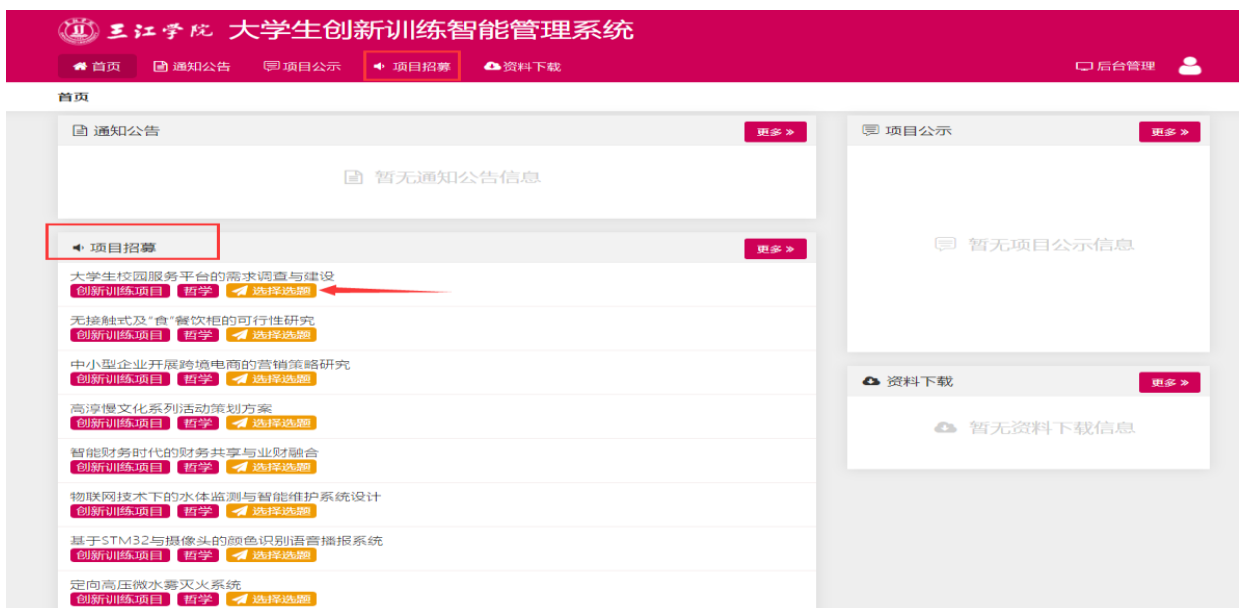 三江学院 大学生创新训练智能管理系统
首页 通知公告 项目公示 项目招募 资料下载 后台管理
首页
通知公告 更多 »
暂无通知公告信息
项目招募 更多 »
大学生校园服务平台的需求调查与建设
创新训练项目 哲学 选择选题
无接触式及“食”餐饮柜的可行性研究
创新训练项目 哲学 选择选题
中小型企业开展跨境电商的营销策略研究
创新训练项目 哲学 选择选题
高淳慢文化系列活动策划方案
创新训练项目 哲学 选择选题
智能财务时代的财务共享与业财融合
创新训练项目 哲学 选择选题
物联网技术下的水体监测与智能维护系统设计
创新训练项目 哲学 选择选题
基于STM32与摄像头的颜色识别语音播报系统
创新训练项目 哲学 选择选题
定向高压微水雾灭火系统
创新训练项目 哲学 选择选题
项目公示 更多 »
暂无项目公示信息
资料下载 更多 »
暂无资料下载信息